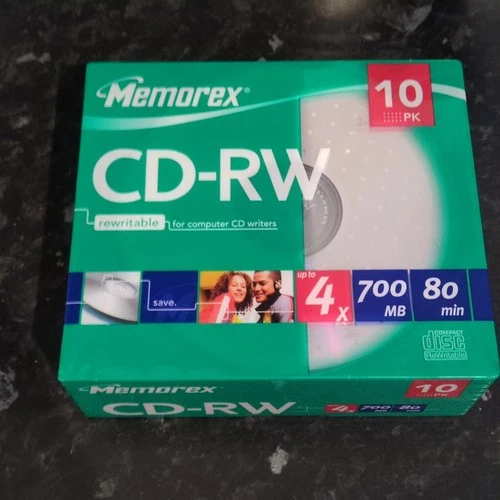 Memorex®
10
PK
CD-RW
rewritable for computer CD writers
save.
up to
4x
700
MB
80
min
COMPACT
disc
ReWritable
Memorex
10
PK
CD-RW
4x 700 80